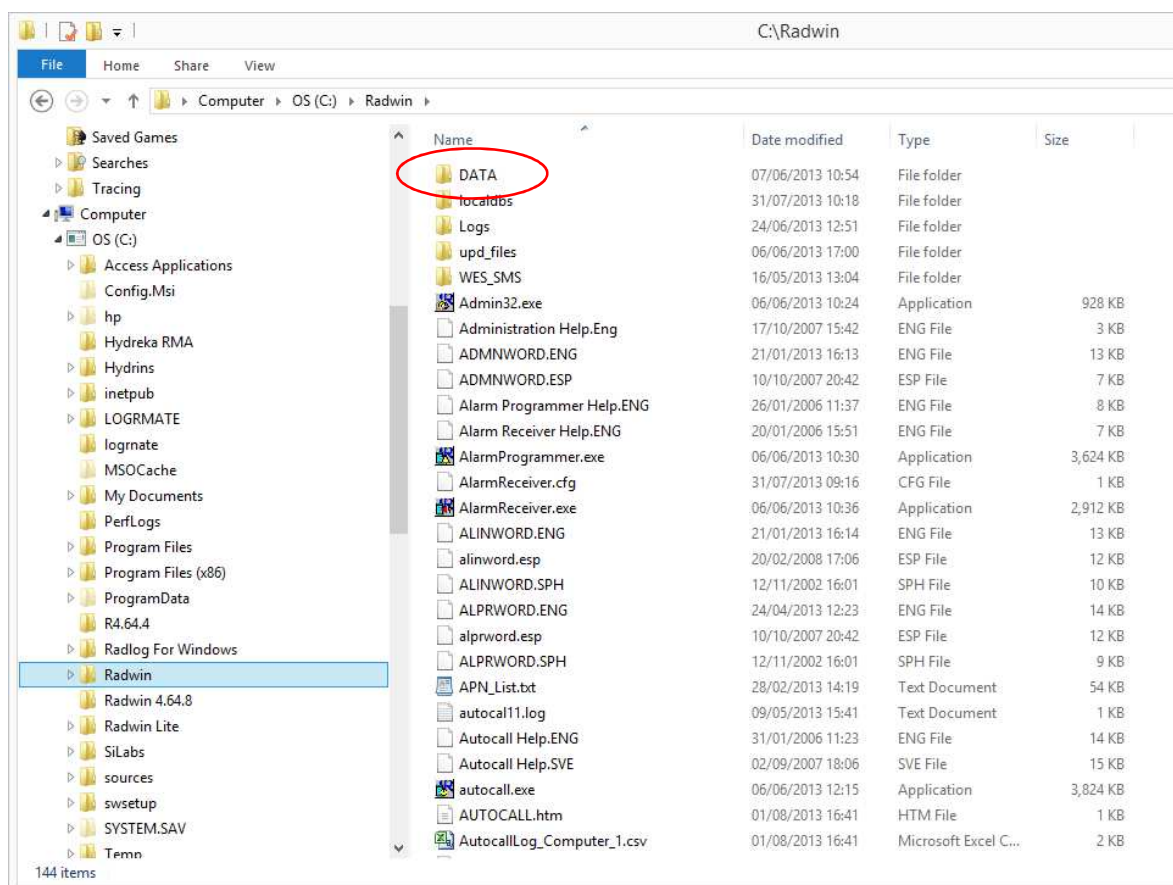 C:\Radwin
File Home Share View
Computer OS (C:) Radwin
Saved Games
Searches
Tracing
Computer
OS (C:)
Access Applications
Config.Msi
hp
Hydreka RMA
Hydrins
inetpub
LOGRMATE
logrnate
MSOCache
My Documents
PerfLogs
Program Files
Program Files (x86)
ProgramData
R4.64.4
Radlog For Windows
Radwin
Radwin 4.64.8
Radwin Lite
SiLabs
sources
swsetup
SYSTEM.SAV
Temp
Name Date modified Type Size
DATA 07/06/2013 10:54 File folder
localdbs 31/07/2013 10:18 File folder
Logs 24/06/2013 12:51 File folder
upd_files 06/06/2013 17:00 File folder
WES_SMS 16/05/2013 13:04 File folder
Admin32.exe 06/06/2013 10:24 Application 928 KB
Administration Help.Eng 17/10/2007 15:42 ENG File 3 KB
ADMNWORD.ENG 21/01/2013 16:13 ENG File 13 KB
ADMNWORD.ESP 10/10/2007 20:42 ESP File 7 KB
Alarm Programmer Help.ENG 26/01/2006 11:37 ENG File 8 KB
Alarm Receiver Help.ENG 20/01/2006 15:51 ENG File 7 KB
AlarmProgrammer.exe 06/06/2013 10:30 Application 3,624 KB
AlarmReceiver.cfg 31/07/2013 09:16 CFG File 1 KB
AlarmReceiver.exe 06/06/2013 10:36 Application 2,912 KB
ALINWORD.ENG 21/01/2013 16:14 ENG File 13 KB
alinword.esp 20/02/2008 17:06 ESP File 12 KB
ALINWORD.SPH 12/11/2002 16:01 SPH File 10 KB
ALPRWORD.ENG 24/04/2013 12:23 ENG File 14 KB
alprword.esp 10/10/2007 20:42 ESP File 12 KB
ALPRWORD.SPH 12/11/2002 16:01 SPH File 9 KB
APN_List.txt 28/02/2013 14:19 Text Document 54 KB
autocal11.log 09/05/2013 15:41 Text Document 1 KB
Autocall Help.ENG 31/01/2006 11:23 ENG File 14 KB
Autocall Help.SVE 02/09/2007 18:06 SVE File 15 KB
autocall.exe 06/06/2013 12:15 Application 3,824 KB
AUTOCALL.htm 01/08/2013 16:41 HTM File 1 KB
AutocallLog_Computer_1.csv 01/08/2013 16:41 Microsoft Excel C... 2 KB
144 items